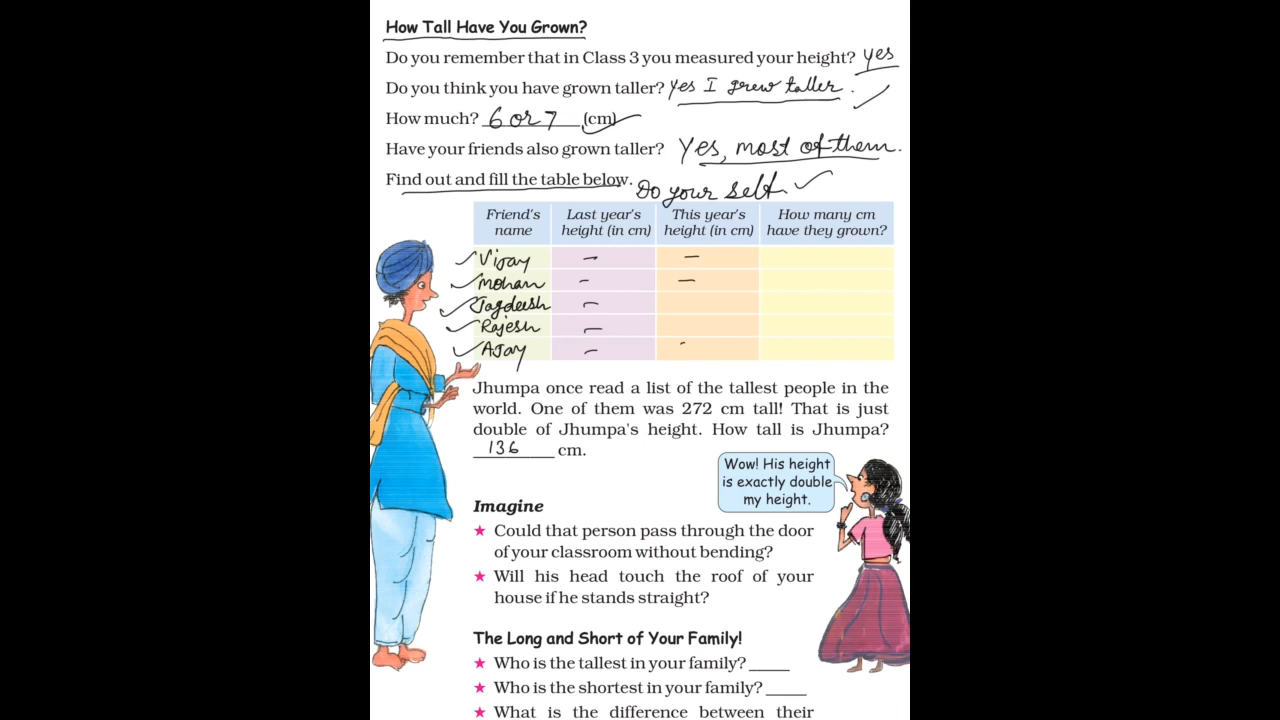 How Tall Have You Grown?
Do you remember that in Class 3 you measured your height? yes
Do you think you have grown taller? Yes I grew taller.
How much? 6 or 7 (cm)
Have your friends also grown taller? Yes, most of them.
Find out and fill the table below. Do your self.
Friend's name Last year's height (in cm) This year's height (in cm) How many cm have they grown?
Vijay – –
Mohan – –
Jagdeesh –
Rajesh –
AJay – -
Jhumpa once read a list of the tallest people in the
world. One of them was 272 cm tall! That is just
double of Jhumpa's height. How tall is Jhumpa?
136 cm.
Wow! His height
is exactly double
my height.
Imagine
★ Could that person pass through the door
of your classroom without bending?
★ Will his head touch the roof of your
house if he stands straight?
The Long and Short of Your Family!
★ Who is the tallest in your family? _____
★ Who is the shortest in your family? _____
★ What is the difference between their